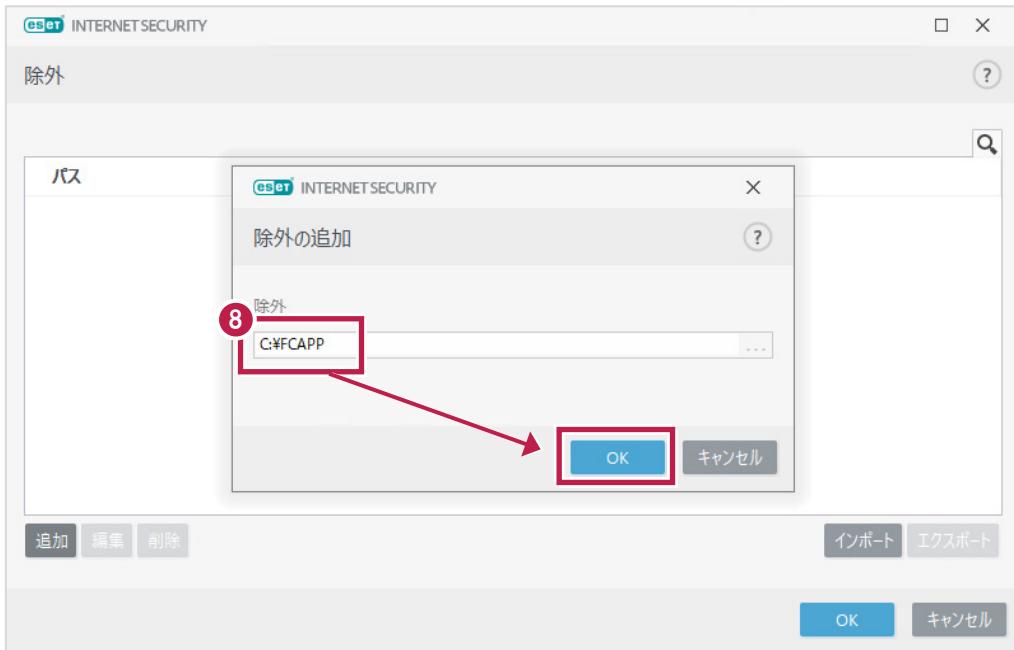 eset INTERNET SECURITY
除外
?
パス
eset INTERNET SECURITY
除外の追加
?
除外
8
C:¥FCAPP
...
OK キャンセル
追加 編集 削除 インポート エクスポート
OK キャンセル